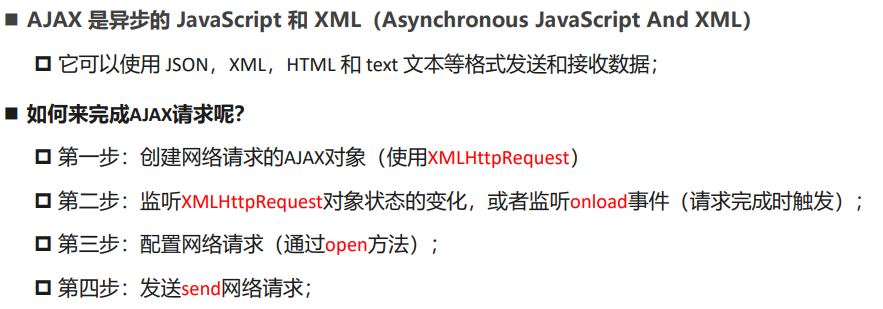 AJAX 是异步的 JavaScript 和 XML（Asynchronous JavaScript And XML）
它可以使用 JSON，XML，HTML 和 text 文本等格式发送和接收数据；
如何来完成AJAX请求呢？
第一步：创建网络请求的AJAX对象（使用XMLHttpRequest）
第二步：监听XMLHttpRequest对象状态的变化，或者监听onload事件（请求完成时触发）；
第三步：配置网络请求（通过open方法）；
第四步：发送send网络请求；